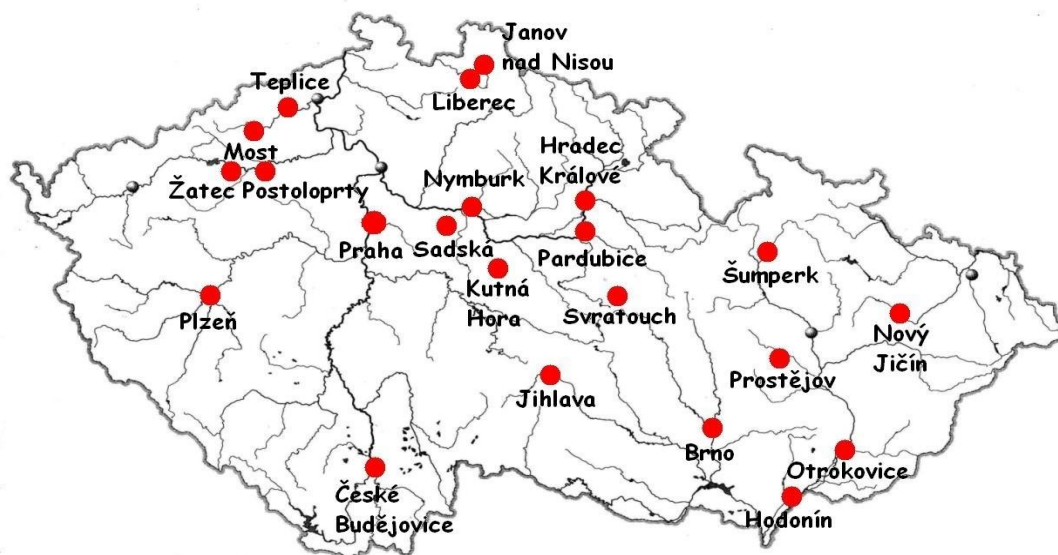 Janov
nad Nisou
Teplice
Liberec
Most
Hradec
Králové
Žatec Postoloprty
Nymburk
Praha
Sadská
Pardubice
Šumperk
Kutná
Hora
Plzeň
Svratouch
Nový
Jičín
Prostějov
Jihlava
Brno
Otrokovice
České
Budějovice
Hodonín